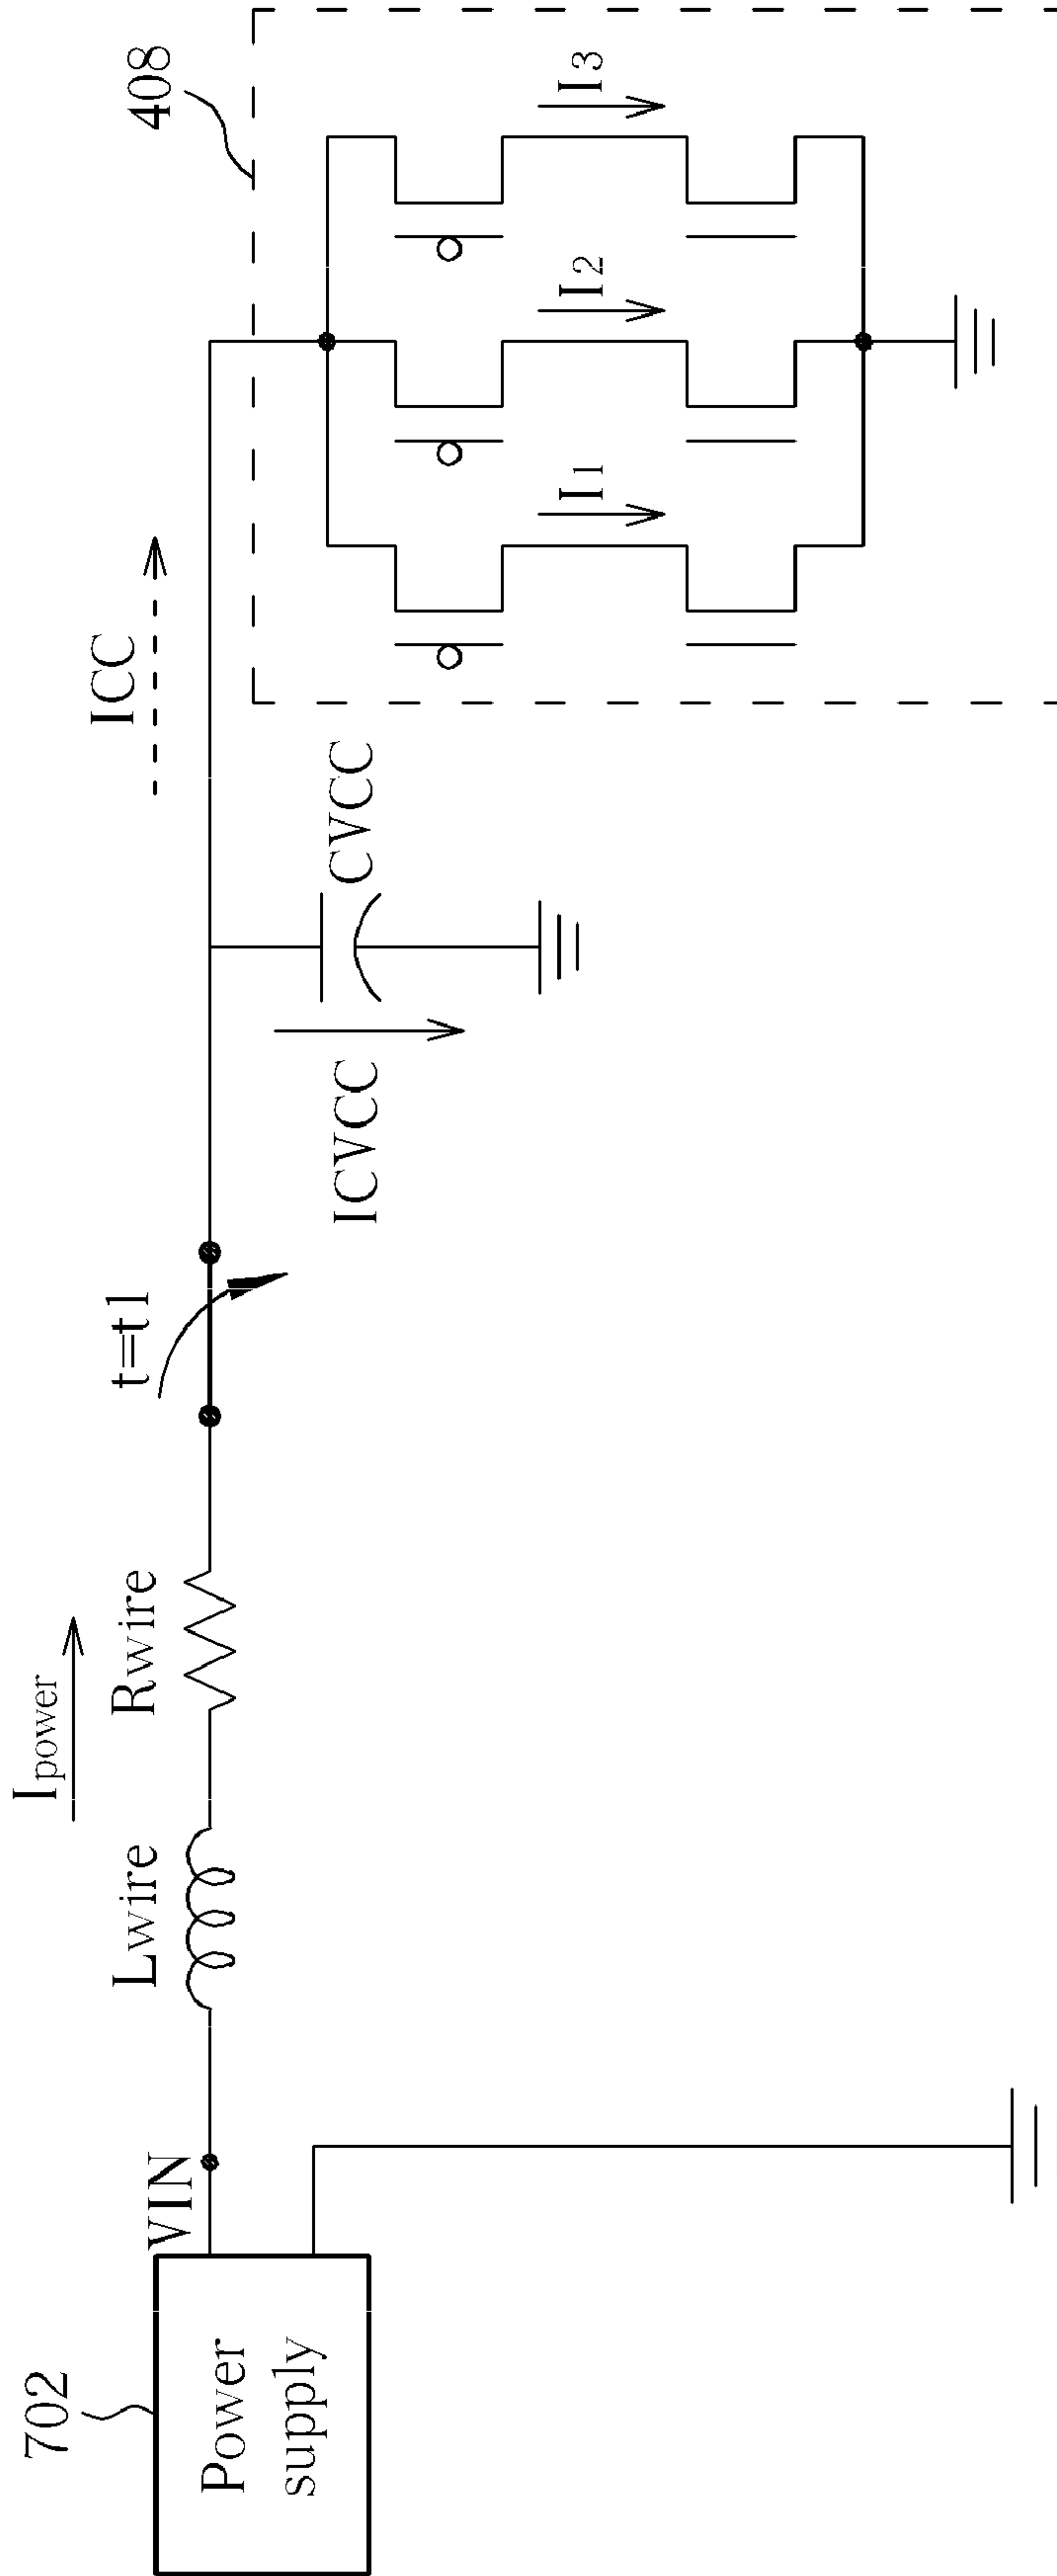 702
Power
supply
VIN
Lwire
Ipower
Rwire
t=t1
ICVCC
CVCC
ICC
408
I1
I2
I3